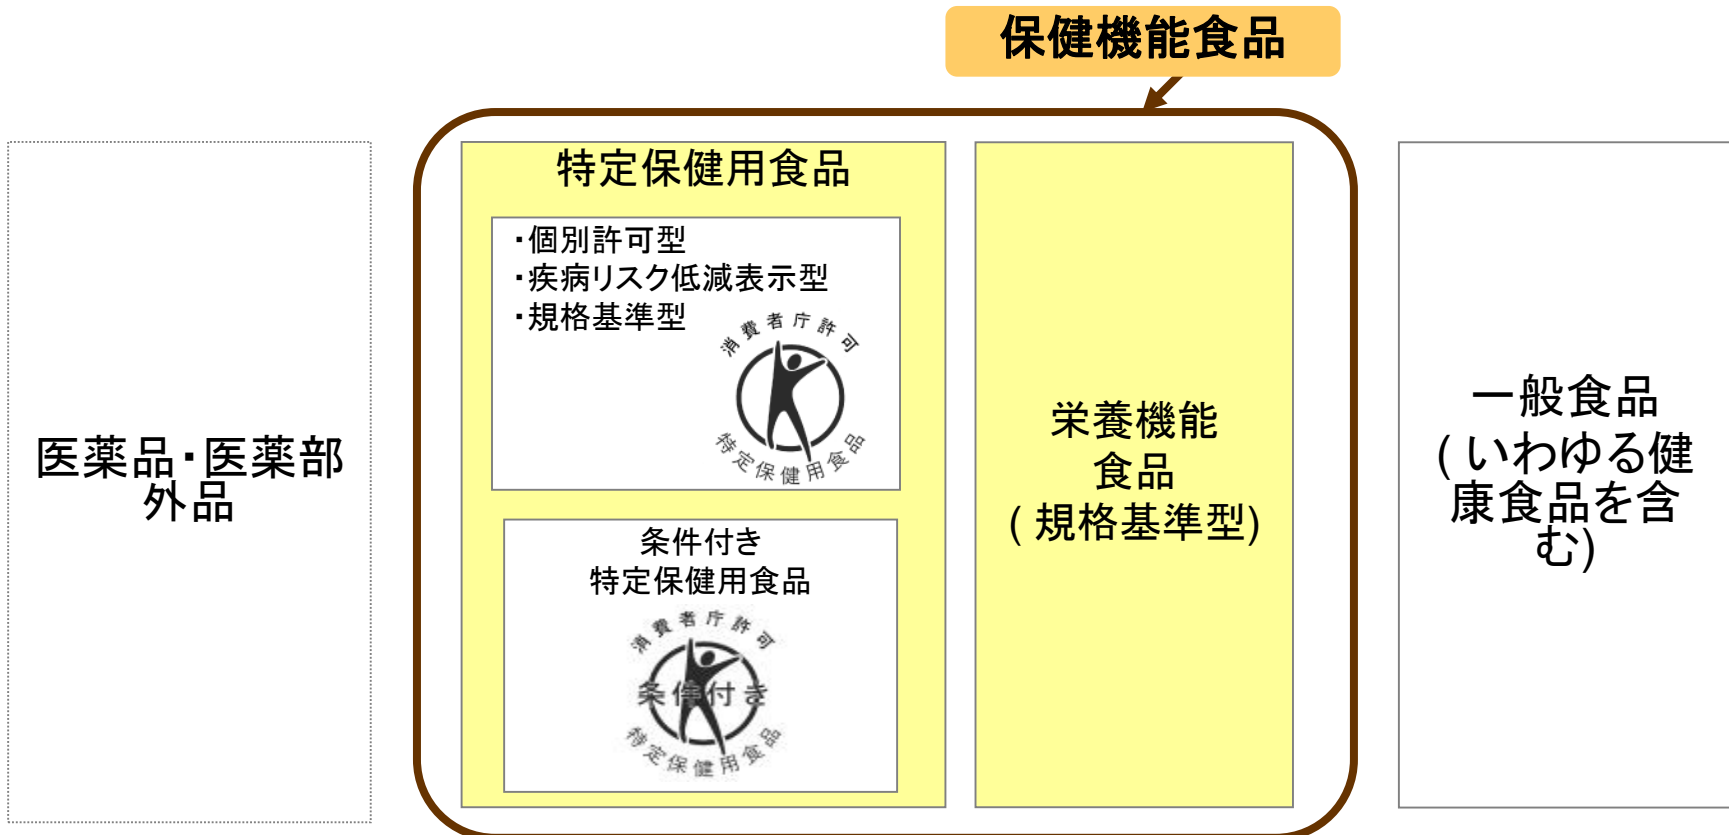 保健機能食品
医薬品・医薬部
外品
特定保健用食品
・個別許可型
・疾病リスク低減表示型
・規格基準型
消費者庁許可
特定保健用食品
条件付き
特定保健用食品
消費者庁許可
条件付き
特定保健用食品
栄養機能
食品
( 規格基準型)
一般食品
( いわゆる健
康食品を含
む)